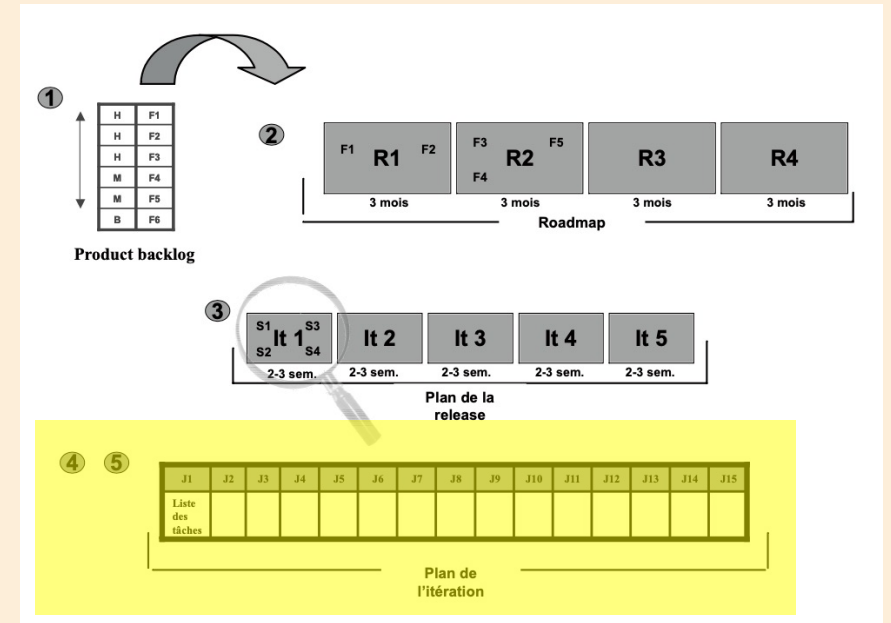 1
H F1
H F2
H F3
M F4
M F5
B F6
Product backlog
2
F1 R1 F2
F3 R2 F5
F4
R3
R4
3 mois 3 mois 3 mois 3 mois
Roadmap
3
S1 It 1 S3
S2 S4
It 2
It 3
It 4
It 5
2-3 sem. 2-3 sem. 2-3 sem. 2-3 sem. 2-3 sem.
Plan de la
release
4 5
J1 J2 J3 J4 J5 J6 J7 J8 J9 J10 J11 J12 J13 J14 J15
Liste
des
tâches
Plan de
l'itération